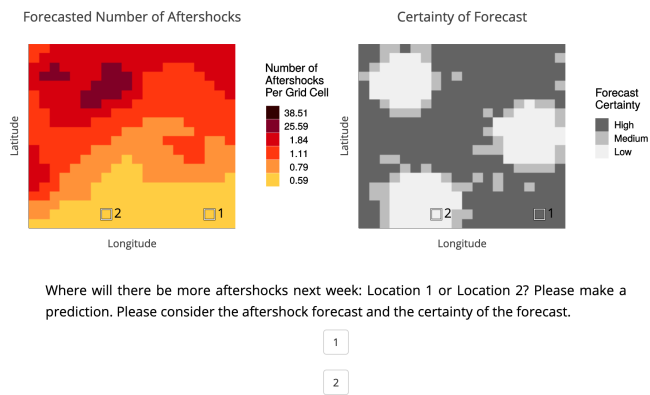 Forecasted Number of Aftershocks
Certainty of Forecast
Number of
Aftershocks
Per Grid Cell
38.51
25.59
1.84
1.11
0.79
0.59
Latitude
2
1
Longitude
Latitude
2
1
Longitude
Forecast
Certainty
High
Medium
Low
Where will there be more aftershocks next week: Location 1 or Location 2? Please make a
prediction. Please consider the aftershock forecast and the certainty of the forecast.
1
2